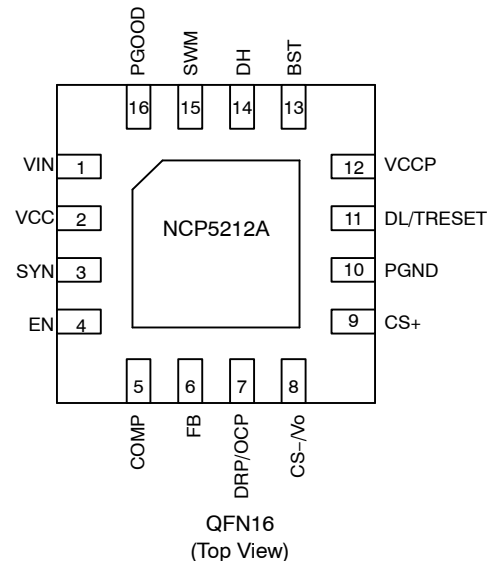 PGOOD
SWM
DH
BST
16
15
14
13
VIN 1
12 VCCP
VCC 2
NCP5212A
11 DL/TRESET
SYN 3
10 PGND
EN 4
9 CS+
5
6
7
8
COMP
FB
DRP/OCP
CS−/Vo
QFN16
(Top View)